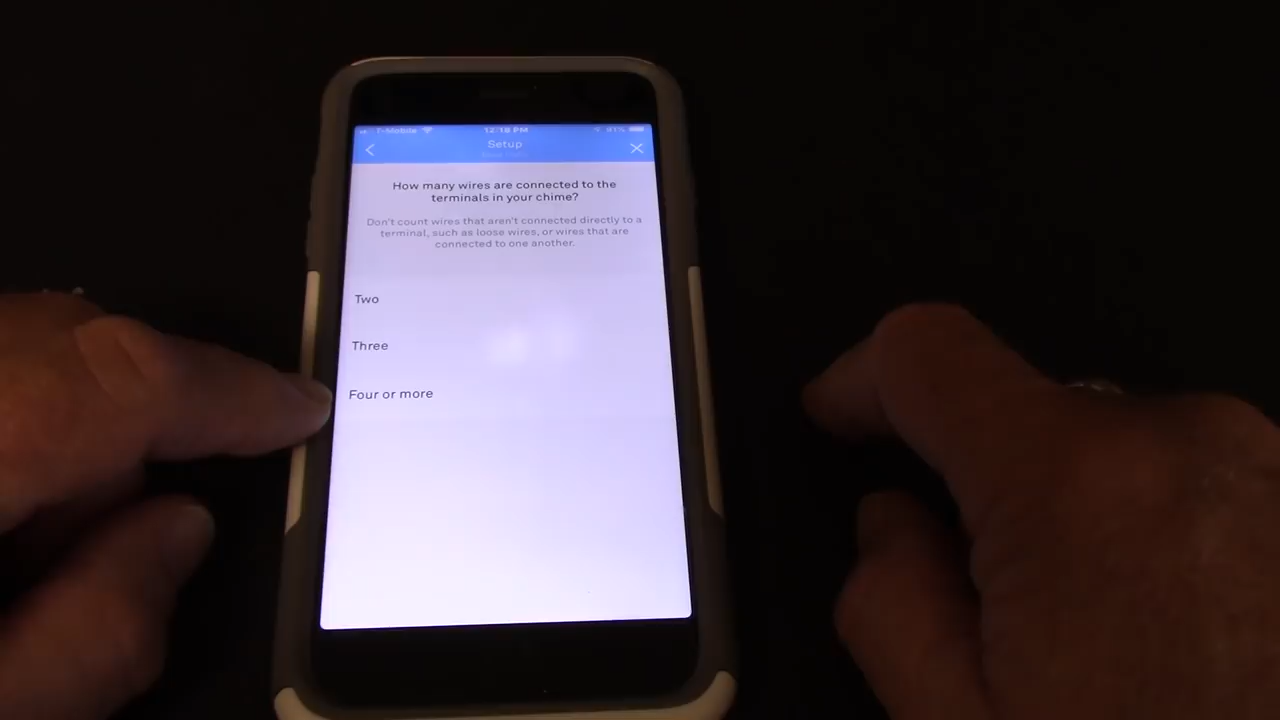 T-Mobile 12:18 PM 91%
Setup
How many wires are connected to the
terminals in your chime?
Don't count wires that aren't connected directly to a
terminal, such as loose wires, or wires that are
connected to one another.
Two
Three
Four or more